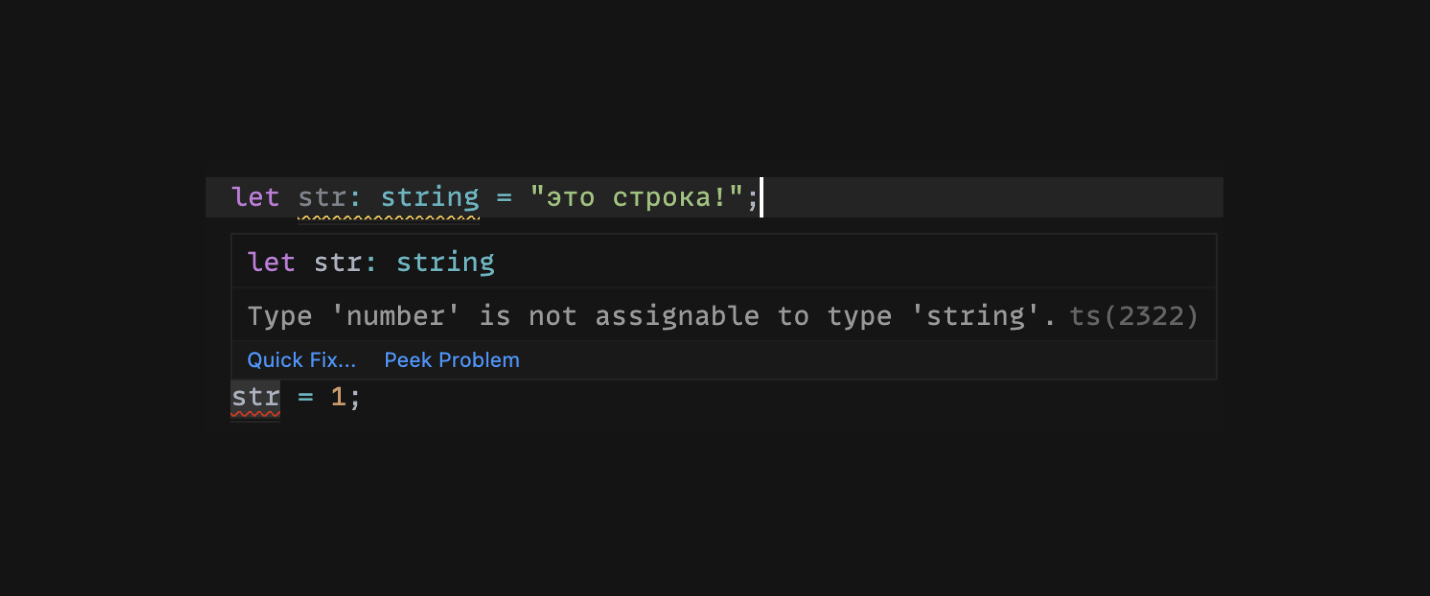 let str: string = "это строка!";
let str: string
Type 'number' is not assignable to type 'string'. ts(2322)
Quick Fix... Peek Problem
str = 1;